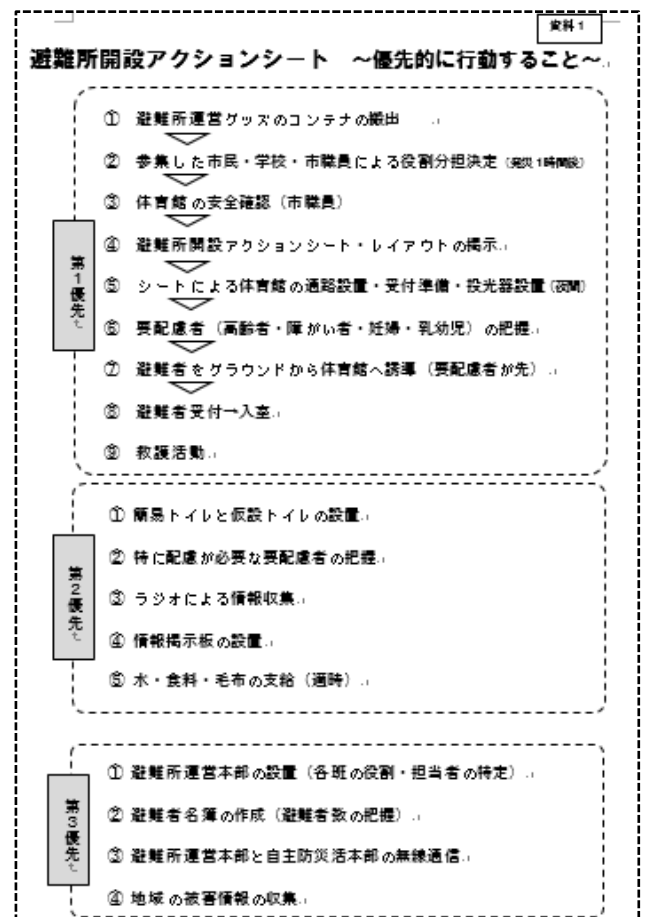 資料1
避難所開設アクションシート　～優先的に行動すること～
第1優先
① 避難所運営グッズのコンテナの搬出
② 参集した市民・学校・市職員による役割分担決定（発災1時間後）
③ 体育館の安全確認（市職員）
④ 避難所開設アクションシート・レイアウトの掲示
⑤ シートによる体育館の通路設置・受付準備・投光器設置（夜間）
⑥ 要配慮者（高齢者・障がい者・妊婦・乳幼児）の把握
⑦ 避難者をグラウンドから体育館へ誘導（要配慮者が先）
⑧ 避難者受付→入室
⑨ 救護活動
第2優先
① 簡易トイレと仮設トイレの設置
② 特に配慮が必要な要配慮者の把握
③ ラジオによる情報収集
④ 情報掲示板の設置
⑤ 水・食料・毛布の支給（適時）
第3優先
① 避難所運営本部の設置（各班の役割・担当者の特定）
② 避難者名簿の作成（避難者数の把握）
③ 避難所運営本部と自主防災活本部の無線通信
④ 地域の被害情報の収集